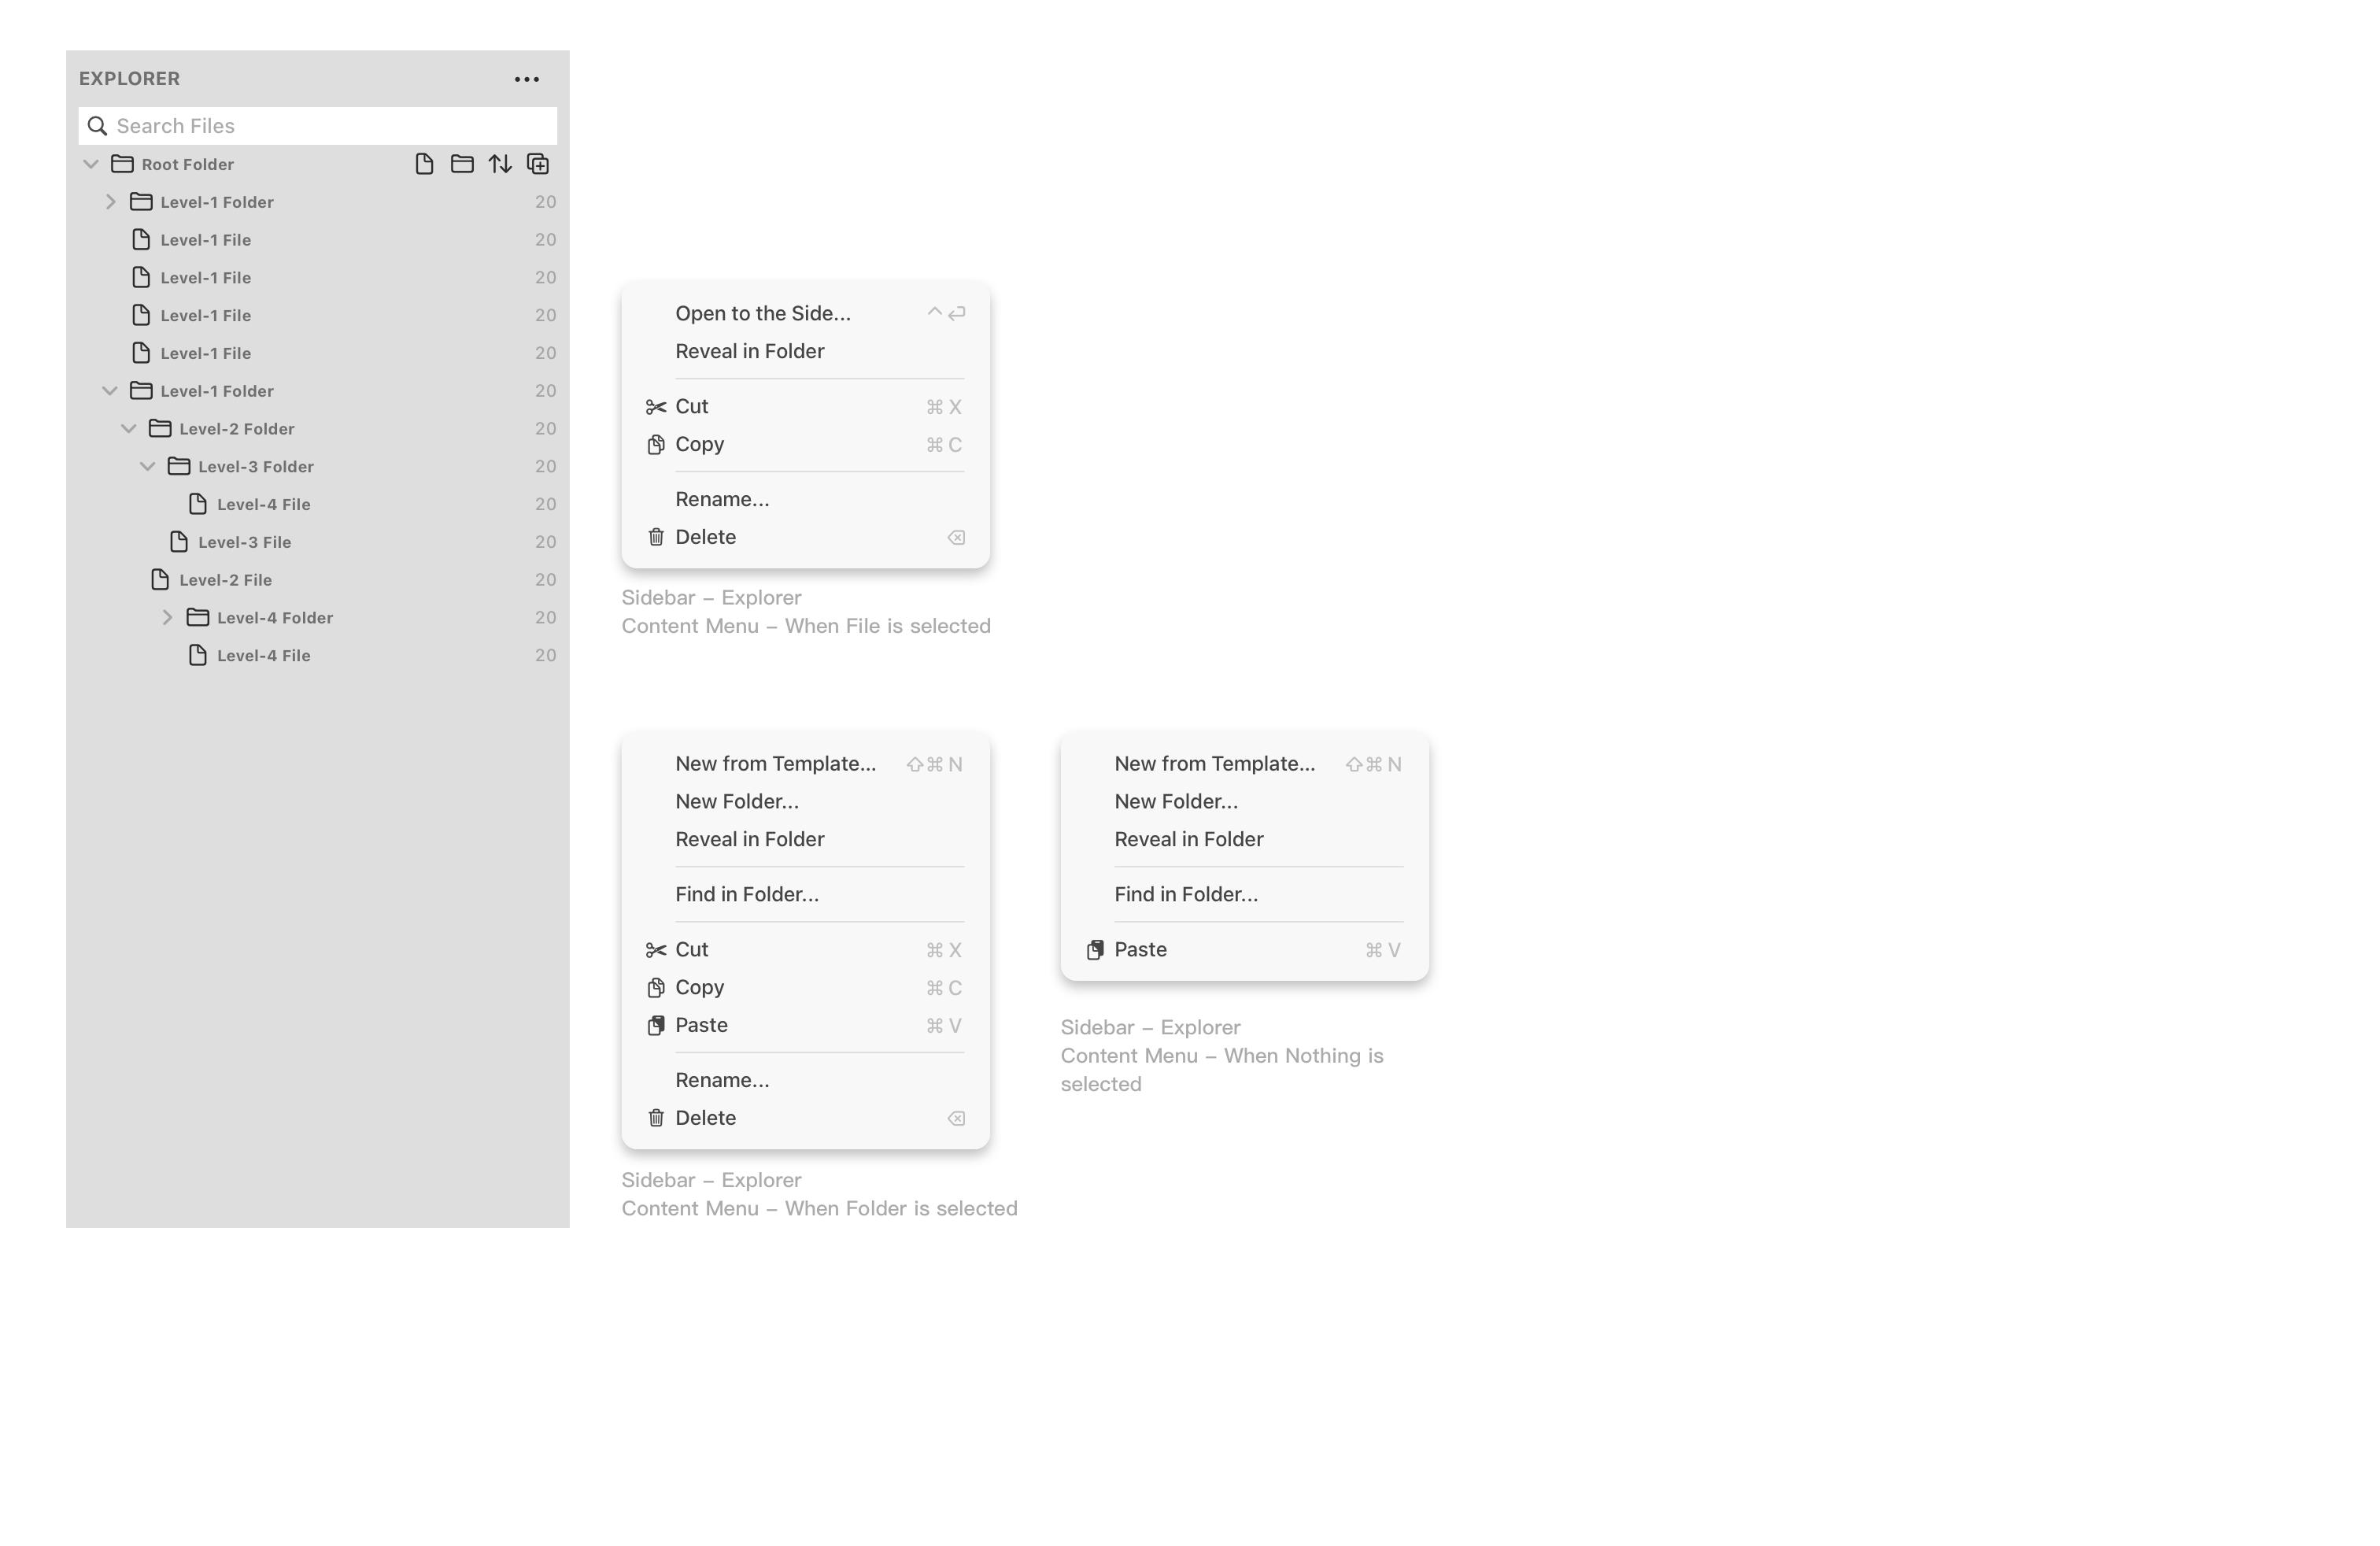 EXPLORER
Search Files
Root Folder
Level-1 Folder 20
Level-1 File 20
Level-1 File 20
Level-1 File 20
Level-1 File 20
Level-1 Folder 20
Level-2 Folder 20
Level-3 Folder 20
Level-4 File 20
Level-3 File 20
Level-2 File 20
Level-4 Folder 20
Level-4 File 20
Open to the Side...
Reveal in Folder
Cut ⌘ X
Copy ⌘ C
Rename...
Delete
Sidebar – Explorer
Content Menu – When File is selected
New from Template... ⇧⌘ N
New Folder...
Reveal in Folder
Find in Folder...
Cut ⌘ X
Copy ⌘ C
Paste ⌘ V
Rename...
Delete
Sidebar – Explorer
Content Menu – When Folder is selected
New from Template... ⇧⌘ N
New Folder...
Reveal in Folder
Find in Folder...
Paste ⌘ V
Sidebar – Explorer
Content Menu – When Nothing is
selected